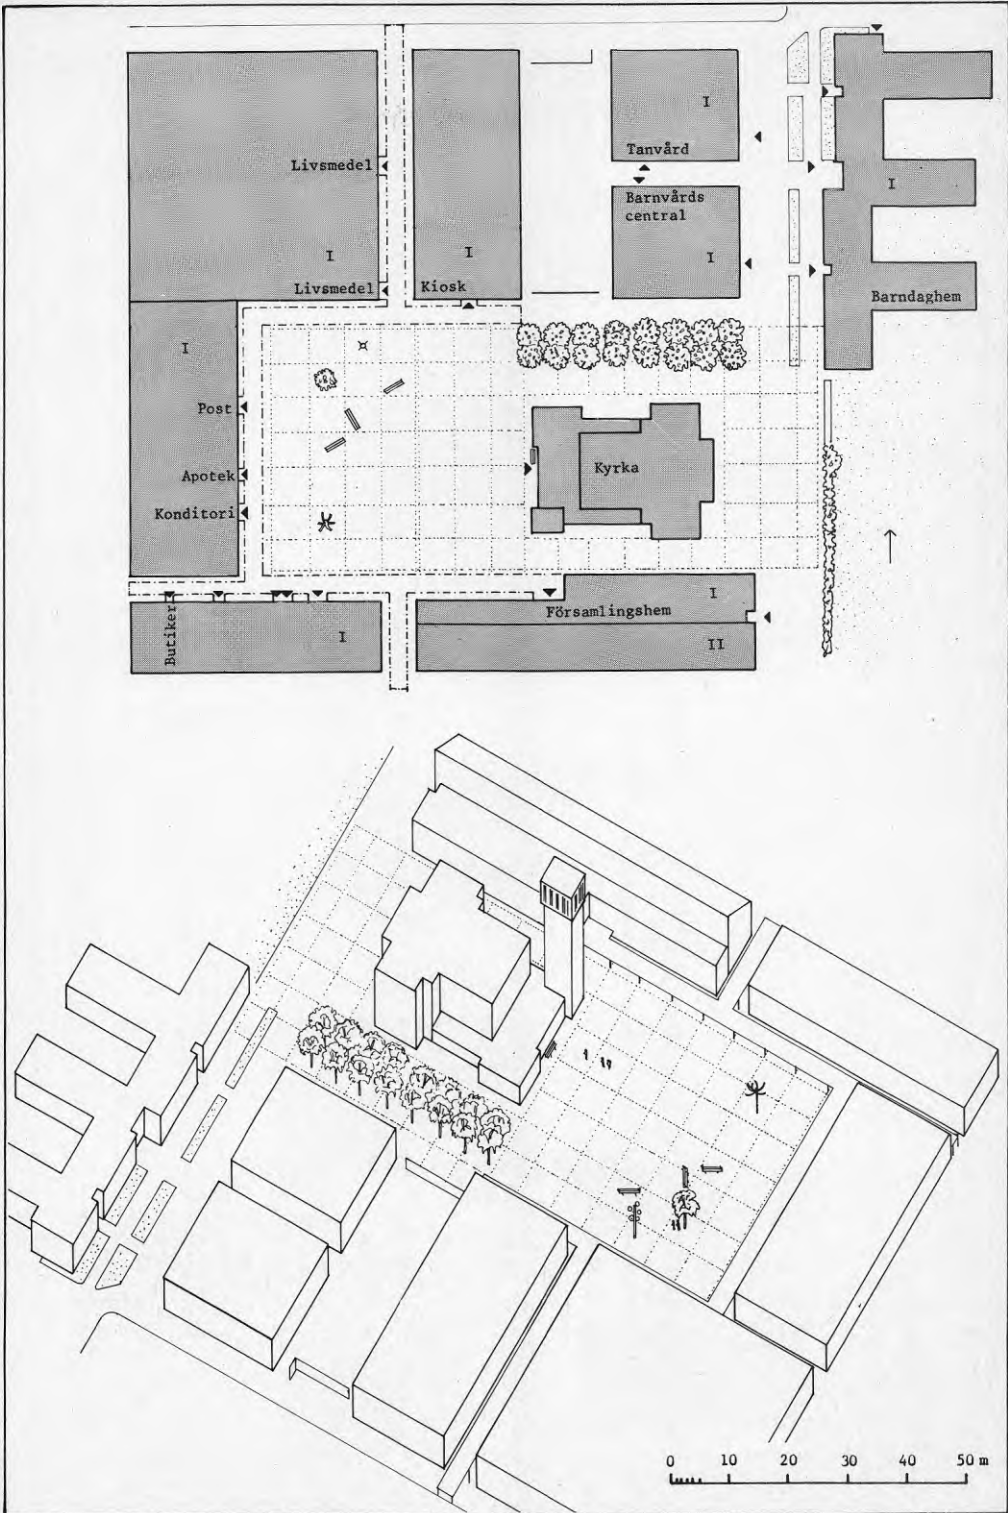 I
Tanvård
Livsmedel
Barnvårds
central
I
I
I
I
Livsmedel
Kiosk
Barndaghem
I
Post
Kyrka
Apotek
Konditori
I
Församlingshem
Butiker
I
II
0 10 20 30 40 50 m